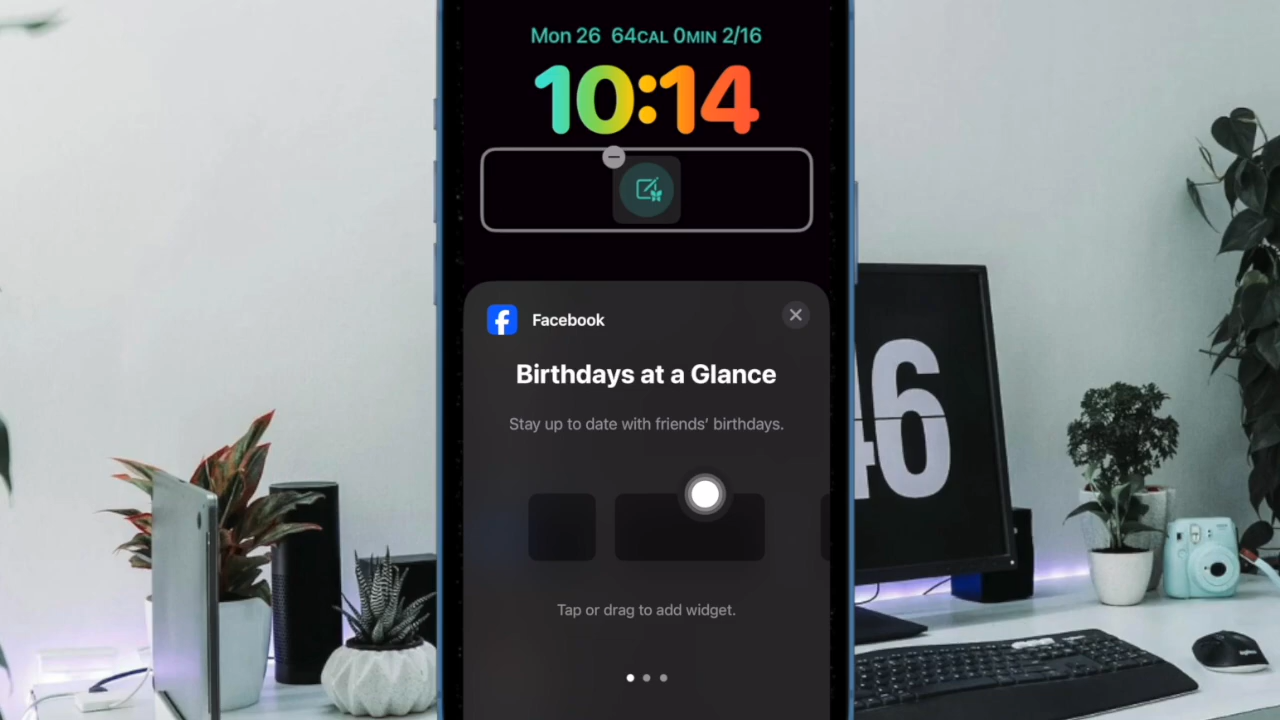 Mon 26 64CAL 0MIN 2/16
10:14
Facebook
Birthdays at a Glance
Stay up to date with friends’ birthdays.
Tap or drag to add widget.
46